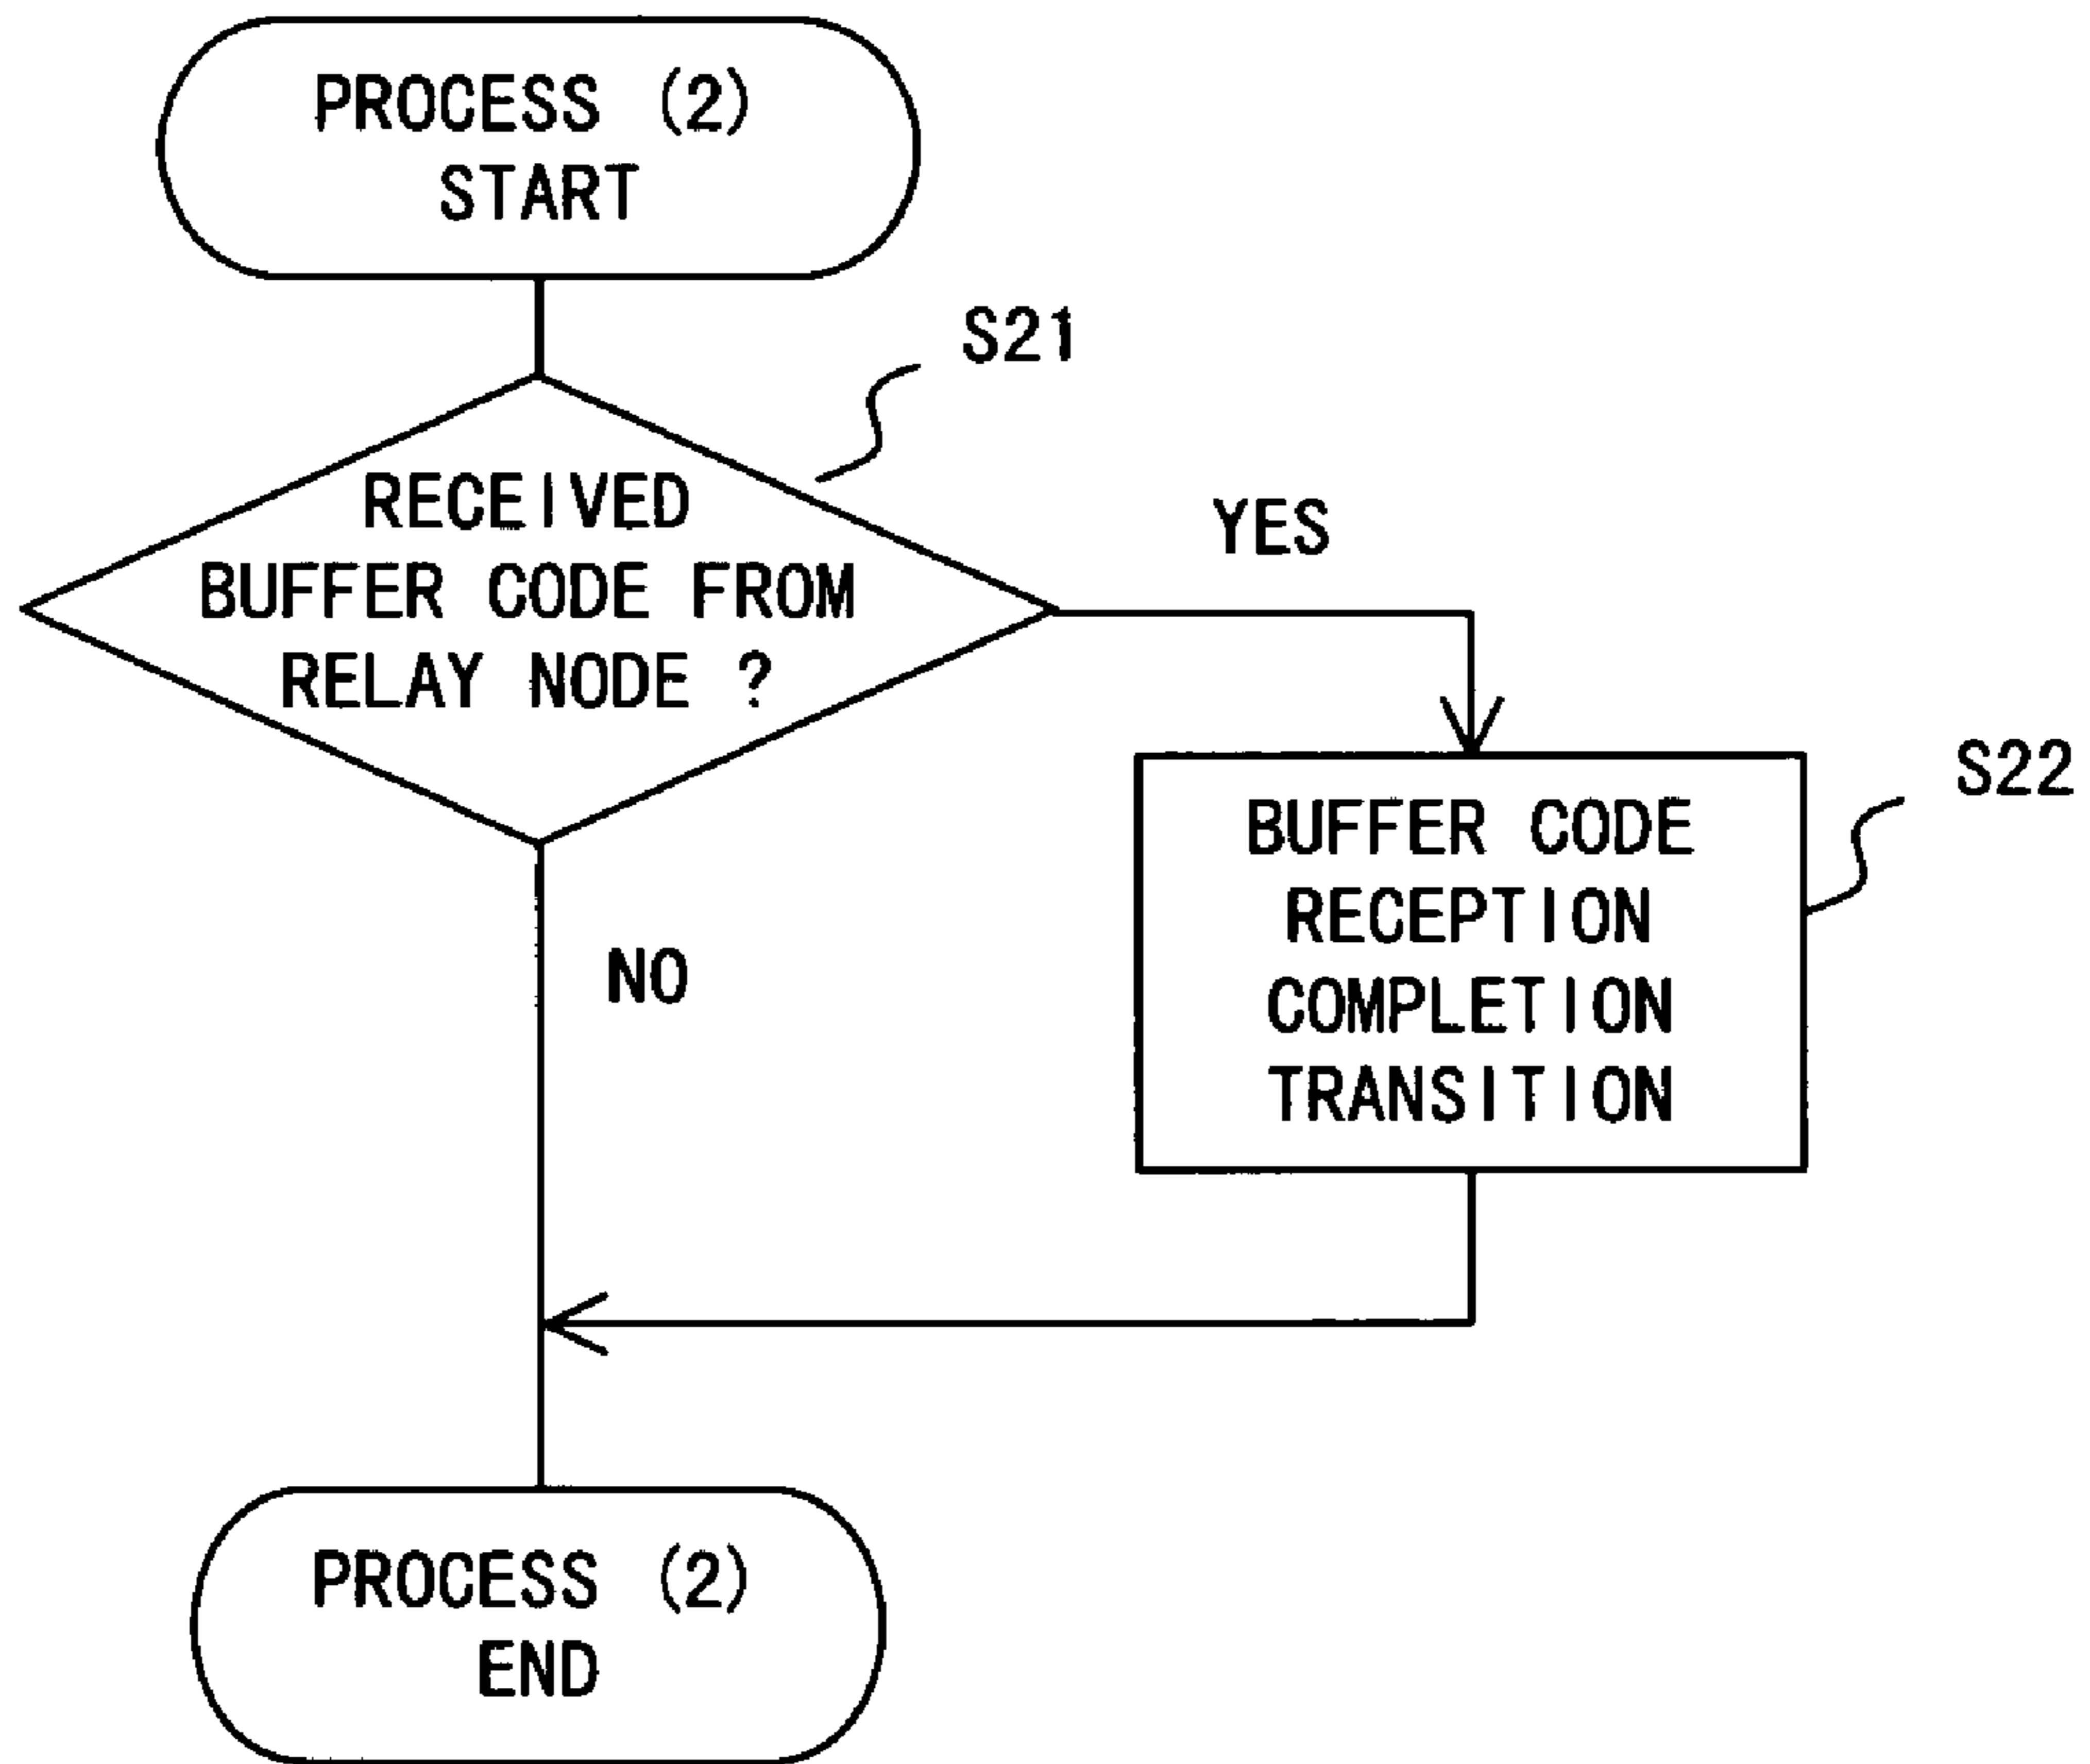 PROCESS (2)
START
S21
RECEIVED
BUFFER CODE FROM
RELAY NODE ?
YES
S22
BUFFER CODE
RECEPTION
COMPLETION
TRANSITION
NO
PROCESS (2)
END